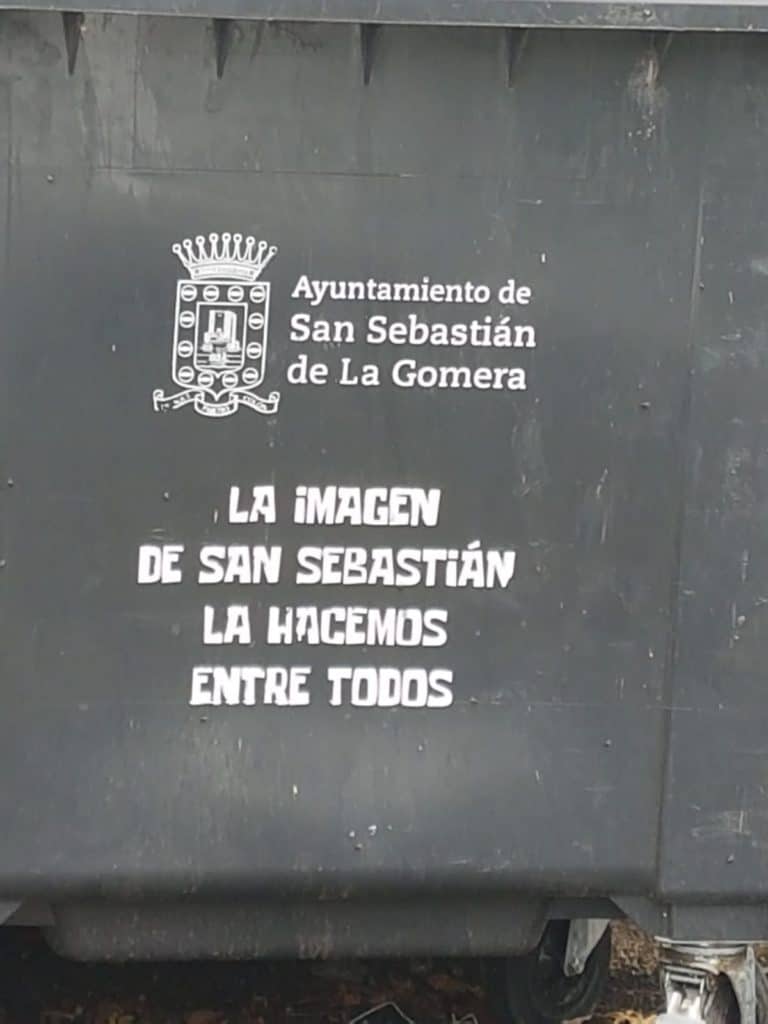 Ayuntamiento de
San Sebastián
de La Gomera
LA iMAGEN
DE SAN SEBASTiÁN
LA HACEMOS
ENTRE TODOS